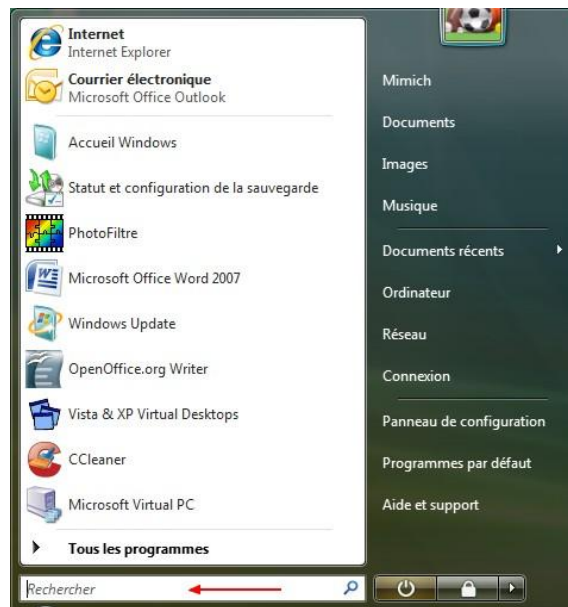 Internet
Internet Explorer
Courrier électronique
Microsoft Office Outlook
Accueil Windows
Statut et configuration de la sauvegarde
PhotoFiltre
Microsoft Office Word 2007
Windows Update
OpenOffice.org Writer
Vista & XP Virtual Desktops
CCleaner
Microsoft Virtual PC
Tous les programmes
Rechercher
Mimich
Documents
Images
Musique
Documents récents
Ordinateur
Réseau
Connexion
Panneau de configuration
Programmes par défaut
Aide et support